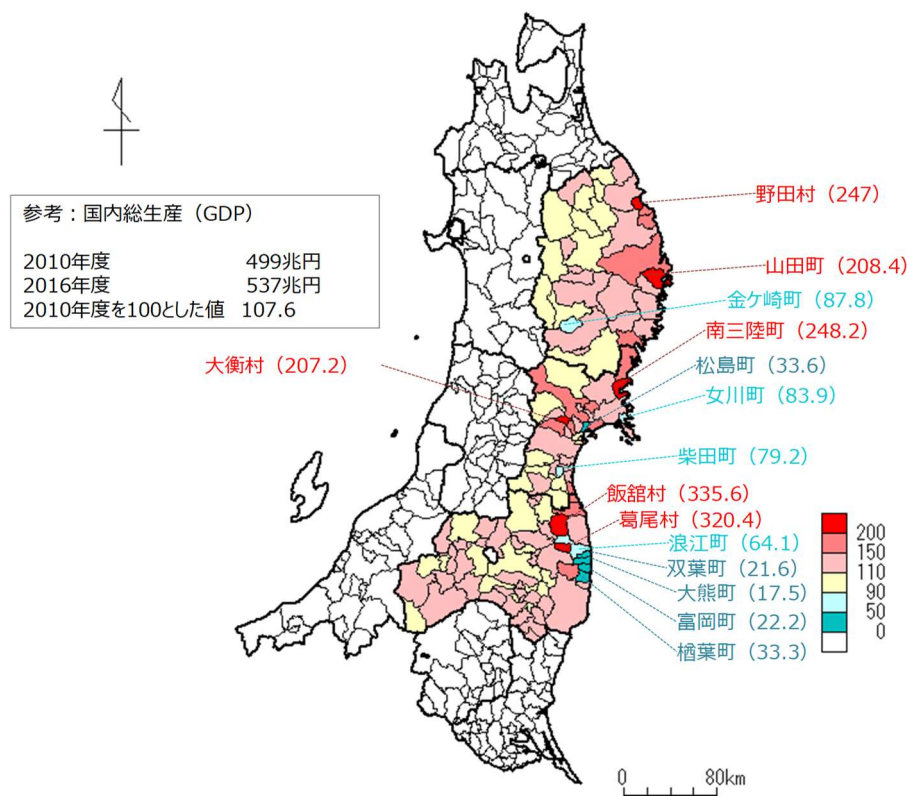 参考：国内総生産（GDP）
2010年度 499兆円
2016年度 537兆円
2010年度を100とした値 107.6
野田村（247）
山田町（208.4）
金ケ崎町（87.8）
南三陸町（248.2）
大衡村（207.2）
松島町（33.6）
女川町（83.9）
柴田町（79.2）
飯舘村（335.6）
葛尾村（320.4）
浪江町（64.1）
双葉町（21.6）
大熊町（17.5）
富岡町（22.2）
楢葉町（33.3）
200
150
110
90
50
0
0 80km